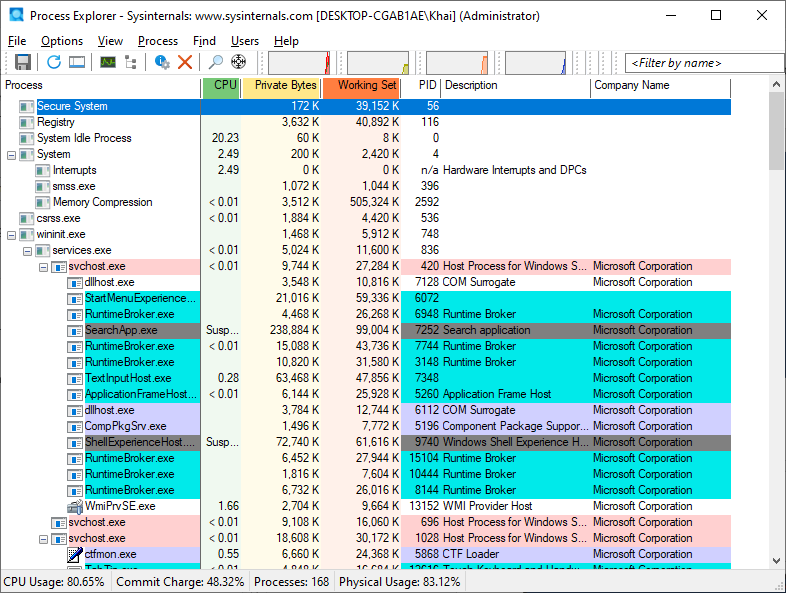 Process Explorer - Sysinternals: www.sysinternals.com [DESKTOP-CGAB1AE\Khai] (Administrator)
File Options View Process Find Users Help
<Filter by name>
Process CPU Private Bytes Working Set PID Description Company Name
Secure System 172 K 39,152 K 56
Registry 3,632 K 40,892 K 116
System Idle Process 20.23 60 K 8 K 0
System 2.49 200 K 2,420 K 4
Interrupts 2.49 0 K 0 K n/a Hardware Interrupts and DPCs
smss.exe 1,072 K 1,044 K 396
Memory Compression < 0.01 3,512 K 505,324 K 2592
csrss.exe < 0.01 1,884 K 4,420 K 536
wininit.exe 1,468 K 5,912 K 748
services.exe < 0.01 5,024 K 11,600 K 836
svchost.exe < 0.01 9,744 K 27,284 K 420 Host Process for Windows S... Microsoft Corporation
dllhost.exe 3,548 K 10,816 K 7128 COM Surrogate Microsoft Corporation
StartMenuExperience... 21,016 K 59,336 K 6072
RuntimeBroker.exe 4,468 K 26,268 K 6948 Runtime Broker Microsoft Corporation
SearchApp.exe Susp... 238,884 K 99,004 K 7252 Search application Microsoft Corporation
RuntimeBroker.exe < 0.01 15,088 K 43,736 K 7744 Runtime Broker Microsoft Corporation
RuntimeBroker.exe 10,820 K 31,580 K 3148 Runtime Broker Microsoft Corporation
TextInputHost.exe 0.28 63,468 K 47,856 K 7348 Microsoft Corporation
ApplicationFrameHost... < 0.01 6,144 K 25,928 K 5260 Application Frame Host Microsoft Corporation
dllhost.exe 3,784 K 12,744 K 6112 COM Surrogate Microsoft Corporation
CompPkgSrv.exe 1,496 K 7,772 K 5196 Component Package Suppor... Microsoft Corporation
ShellExperienceHost.... Susp... 72,740 K 61,616 K 9740 Windows Shell Experience H... Microsoft Corporation
RuntimeBroker.exe 6,452 K 27,944 K 15104 Runtime Broker Microsoft Corporation
RuntimeBroker.exe 1,816 K 7,604 K 10444 Runtime Broker Microsoft Corporation
RuntimeBroker.exe 6,732 K 26,016 K 8144 Runtime Broker Microsoft Corporation
WmiPrvSE.exe 1.66 2,704 K 9,664 K 13152 WMI Provider Host Microsoft Corporation
svchost.exe < 0.01 9,108 K 16,060 K 696 Host Process for Windows S... Microsoft Corporation
svchost.exe < 0.01 18,608 K 30,172 K 1028 Host Process for Windows S... Microsoft Corporation
ctfmon.exe 0.55 6,660 K 24,368 K 5868 CTF Loader Microsoft Corporation
CPU Usage: 80.65% Commit Charge: 48.32% Processes: 168 Physical Usage: 83.12%